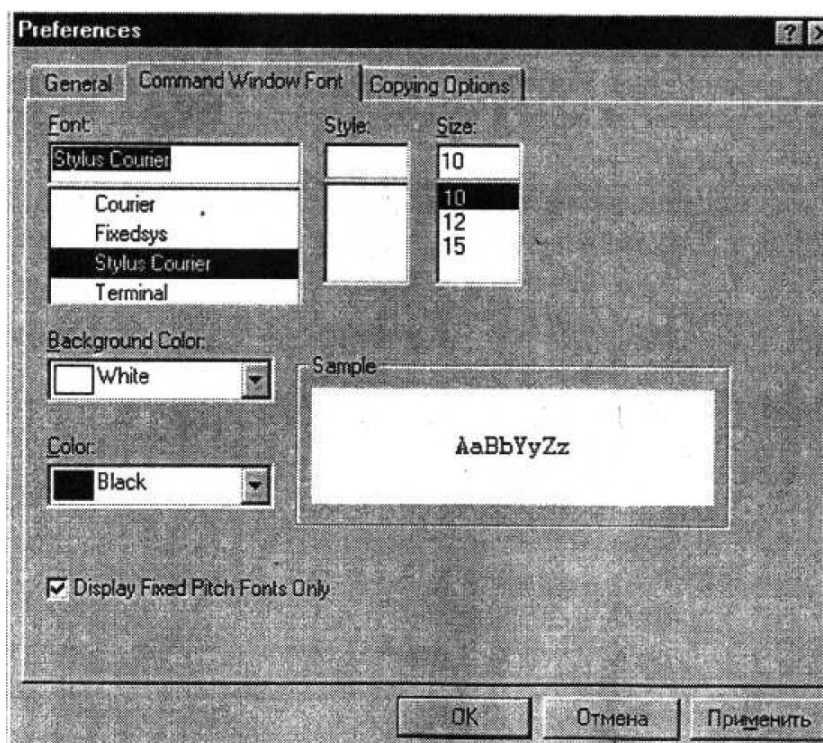 Preferences
General Command Window Font Copying Options
Font: Style: Size:
Stylus Courier 10
Courier 10
Fixedsys 12
Stylus Courier 15
Terminal
Background Color:
White
Sample
AaBbYyZz
Color:
Black
Display Fixed Pitch Fonts Only
OK Отмена Применить